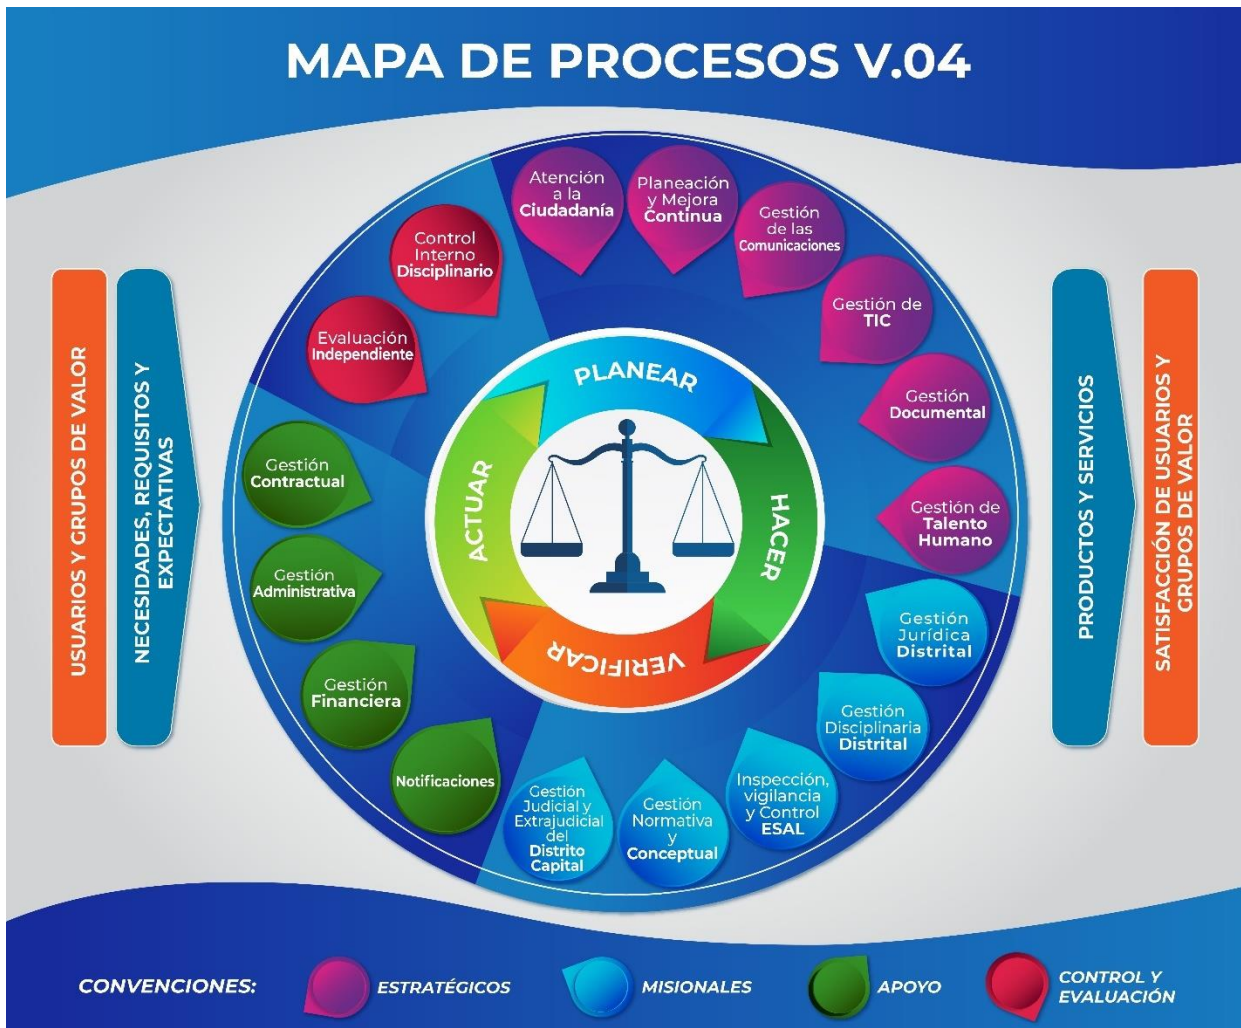 MAPA DE PROCESOS V.04
USUARIOS Y GRUPOS DE VALOR
NECESIDADES, REQUISITOS Y
EXPECTATIVAS
Atención
a la
Ciudadanía
Planeación
y Mejora
Continua
Gestión
de las
Comunicaciones
Gestión de
TIC
Gestión
Documental
Gestión de
Talento
Humano
Gestión
Jurídica
Distrital
Gestión
Disciplinaria
Distrital
Inspección,
vigilancia
y Control
ESAL
Gestión
Normativa
y
Conceptual
Gestión
Judicial y
Extrajudicial
del
Distrito
Capital
Notificaciones
Gestión
Financiera
Gestión
Administrativa
Gestión
Contractual
Evaluación
Independiente
Control
Interno
Disciplinario
PLANEAR
HACER
VERIFICAR
ACTUAR
PRODUCTOS Y SERVICIOS
SATISFACCIÓN DE USUARIOS Y
GRUPOS DE VALOR
CONVENCIONES:
ESTRATÉGICOS
MISIONALES
APOYO
CONTROL Y
EVALUACIÓN